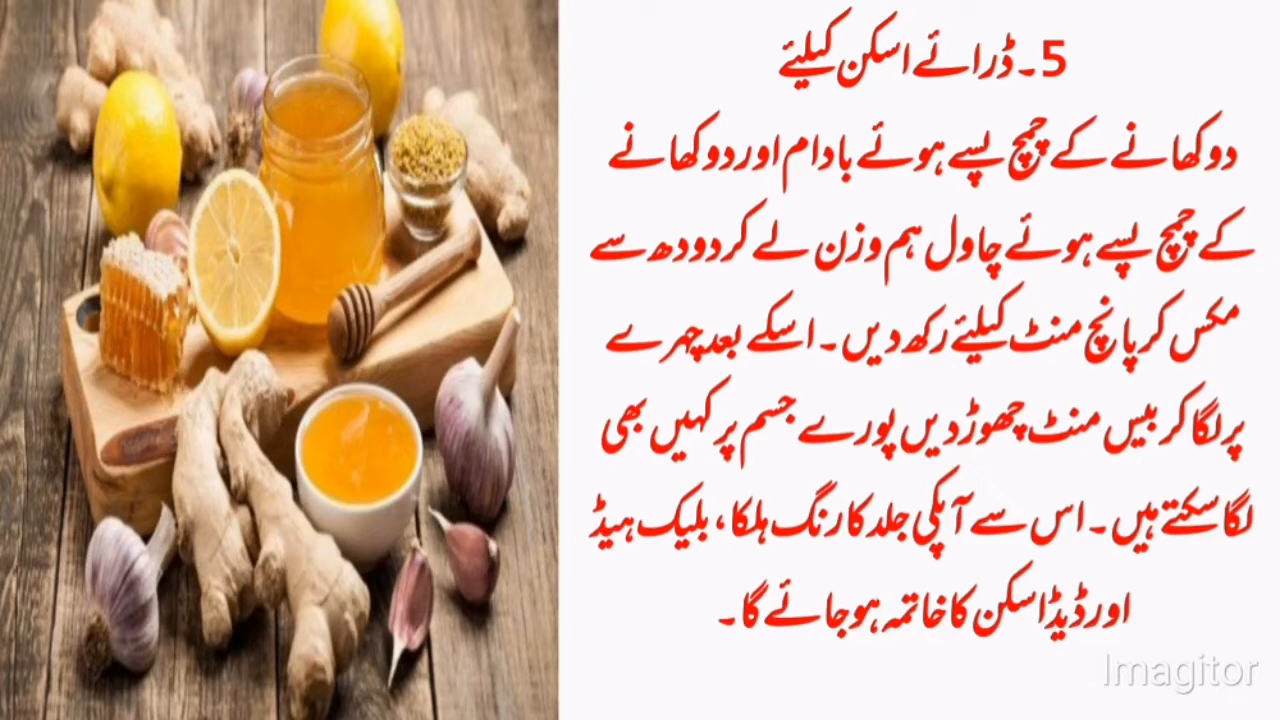 5۔ ڈرائے اسکن کیلیئے
دو کھانے کے چمچ پسے ہوئے بادام اور دو کھانے
کے چمچ پسے ہوئے چاول ہم وزن لے کر دودھ سے
مکس کر پانچ منٹ کیلیئے رکھ دیں۔ اسکے بعد چہرے
پر لگا کر بیس منٹ چھوڑ دیں پورے جسم پر کہیں بھی
لگا سکتے ہیں۔ اس سے آپکی جلد کا رنگ ہلکا، بلیک ہیڈ
اور ڈیڈ اسکن کا خاتمہ ہو جائے گا۔
Imagitor